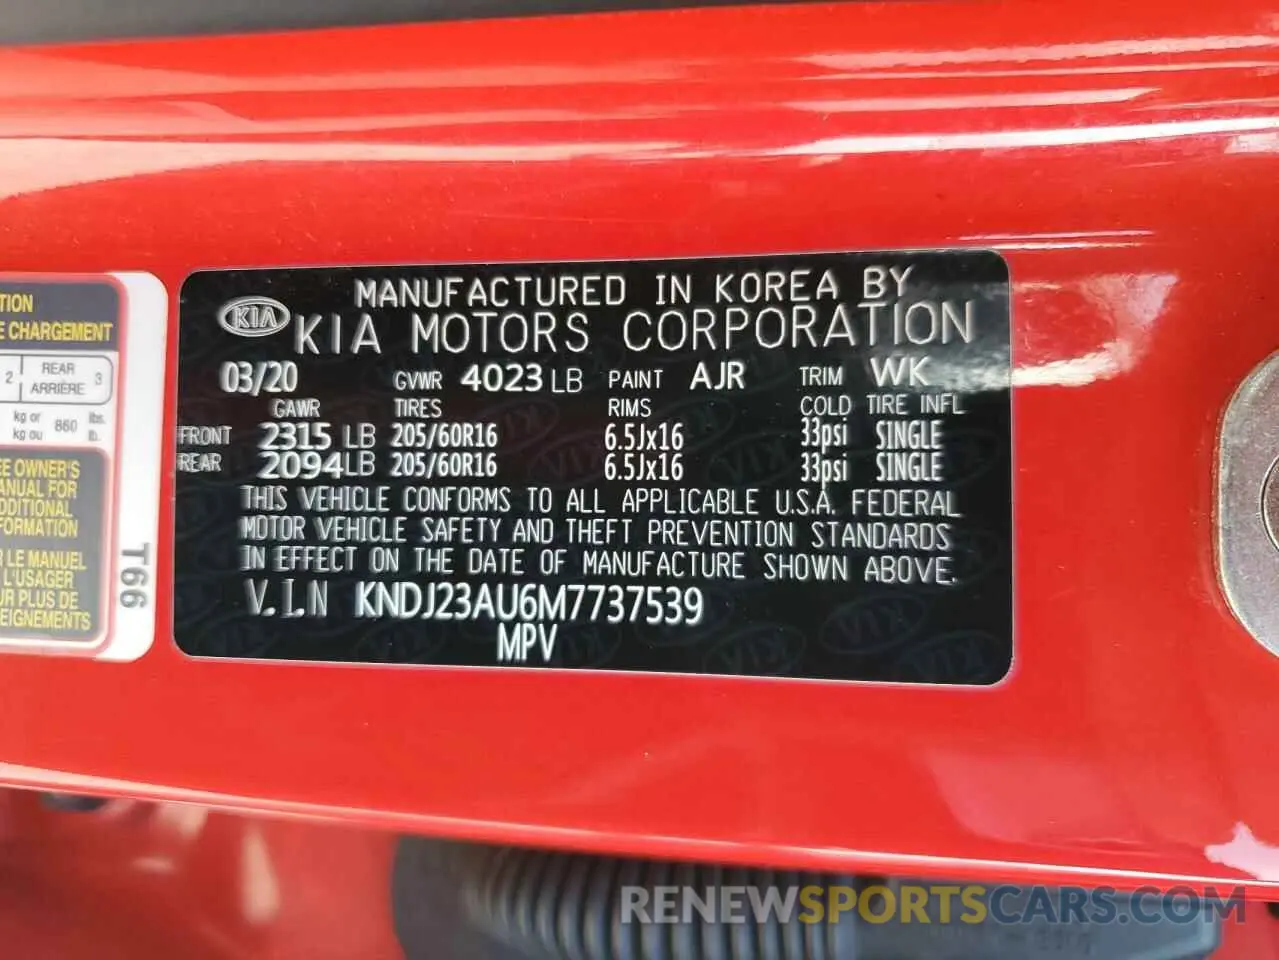 TION
E CHARGEMENT
2 REAR 3
ARRIÈRE
kg or 860 lbs.
kg ou lb.
EE OWNER'S
ANUAL FOR
DDITIONAL
FORMATION
R LE MANUEL
L'USAGER
UR PLUS DE
EIGNEMENTS
T66
MANUFACTURED IN KOREA BY
KIA KIA MOTORS CORPORATION
03/20 GVWR 4023 LB PAINT AJR TRIM WK
GAWR TIRES RIMS COLD TIRE INFL
FRONT 2315 LB 205/60R16 6.5Jx16 33psi SINGLE
REAR 2094LB 205/60R16 6.5Jx16 33psi SINGLE
THIS VEHICLE CONFORMS TO ALL APPLICABLE U.S.A. FEDERAL
MOTOR VEHICLE SAFETY AND THEFT PREVENTION STANDARDS
IN EFFECT ON THE DATE OF MANUFACTURE SHOWN ABOVE.
V.I.N KNDJ23AU6M7737539
MPV
RENEWSPORTSCARS.COM